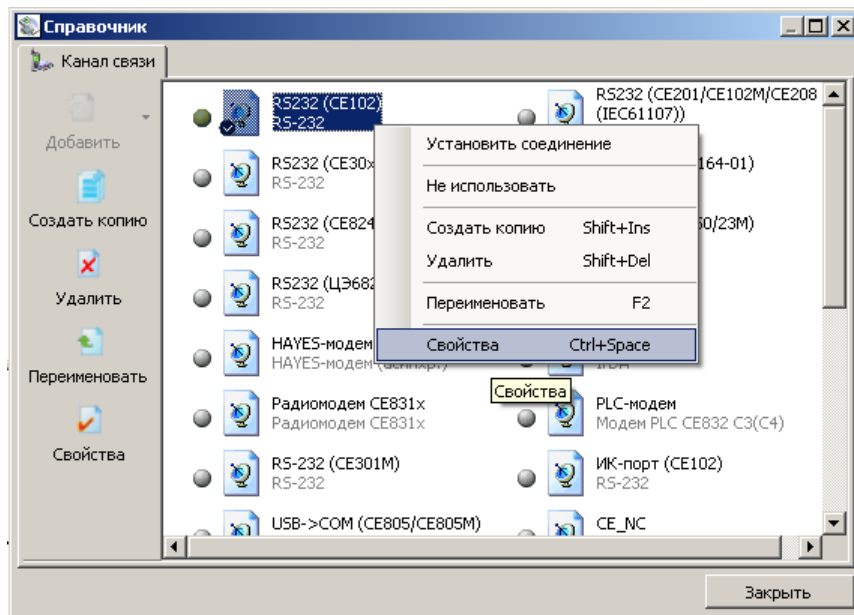 Справочник
Канал связи
Добавить
Создать копию
Удалить
Переименовать
Свойства
RS232 (CE102)
RS-232
RS232 (CE30x
RS-232
RS232 (CE824
RS-232
RS232 (ЦЭ682
RS-232
HAYES-модем
HAYES-модем
Радиомодем CE831x
Радиомодем CE831x
RS-232 (CE301M)
RS-232
USB->COM (CE805/CE805M)
RS232 (CE201/CE102M/CE208
(IEC61107))
164-01)
50/23M)
IrDA
PLC-модем
Модем PLC CE832 C3(C4)
ИК-порт (CE102)
RS-232
CE_NC
Установить соединение
Не использовать
Создать копию Shift+Ins
Удалить Shift+Del
Переименовать F2
Свойства Ctrl+Space
Свойства
Закрыть